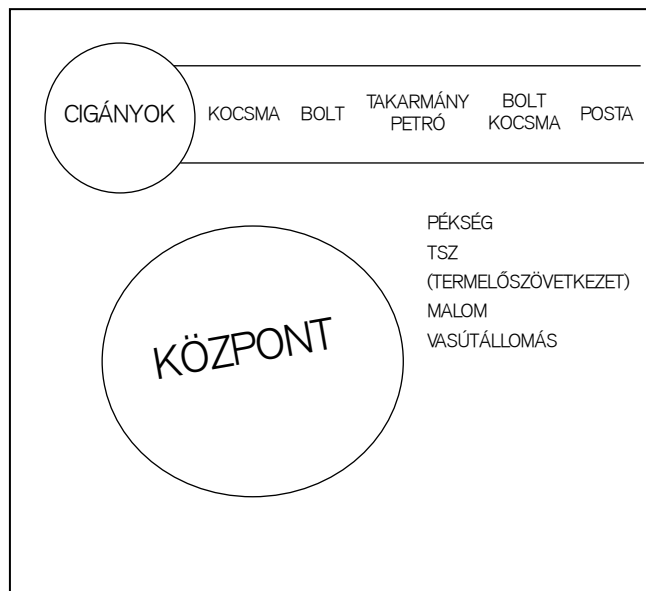 CIGÁNYOK
KOCSMA
BOLT
TAKARMÁNY
PETRÓ
BOLT
KOCSMA
POSTA
PÉKSÉG
TSZ
(TERMELŐSZÖVETKEZET)
MALOM
VASÚTÁLLOMÁS
KÖZPONT